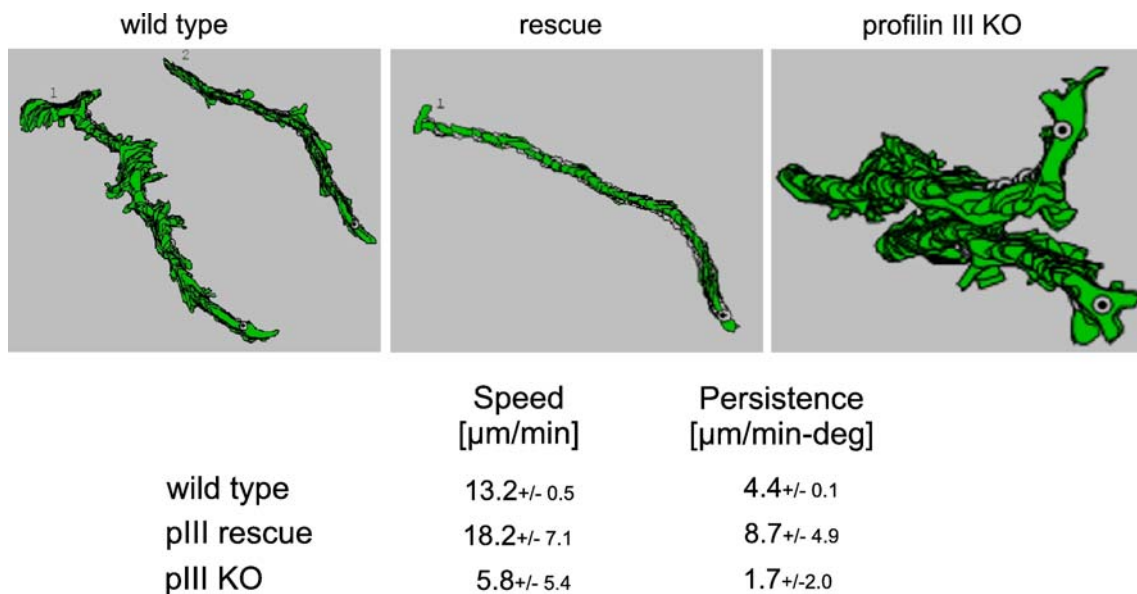 wild type rescue profilin III KO
1 2 1
Speed Persistence
[µm/min] [µm/min-deg]
wild type 13.2+/- 0.5 4.4+/- 0.1
pIII rescue 18.2+/- 7.1 8.7+/- 4.9
pIII KO 5.8+/- 5.4 1.7+/-2.0